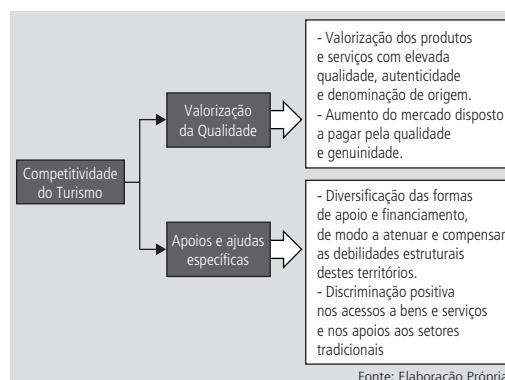 Competitividade
do Turismo
Valorização
da Qualidade
- Valorização dos produtos
e serviços com elevada
qualidade, autenticidade
e denominação de origem.
- Aumento do mercado disposto
a pagar pela qualidade
e genuinidade.
Apoios e ajudas
específicas
- Diversificação das formas
de apoio e financiamento,
de modo a atenuar e compensar
as debilidades estruturais
destes territórios.
- Discriminação positiva
nos acessos a bens e serviços
e nos apoios aos setores
tradicionais
Fonte: Elaboração Própria